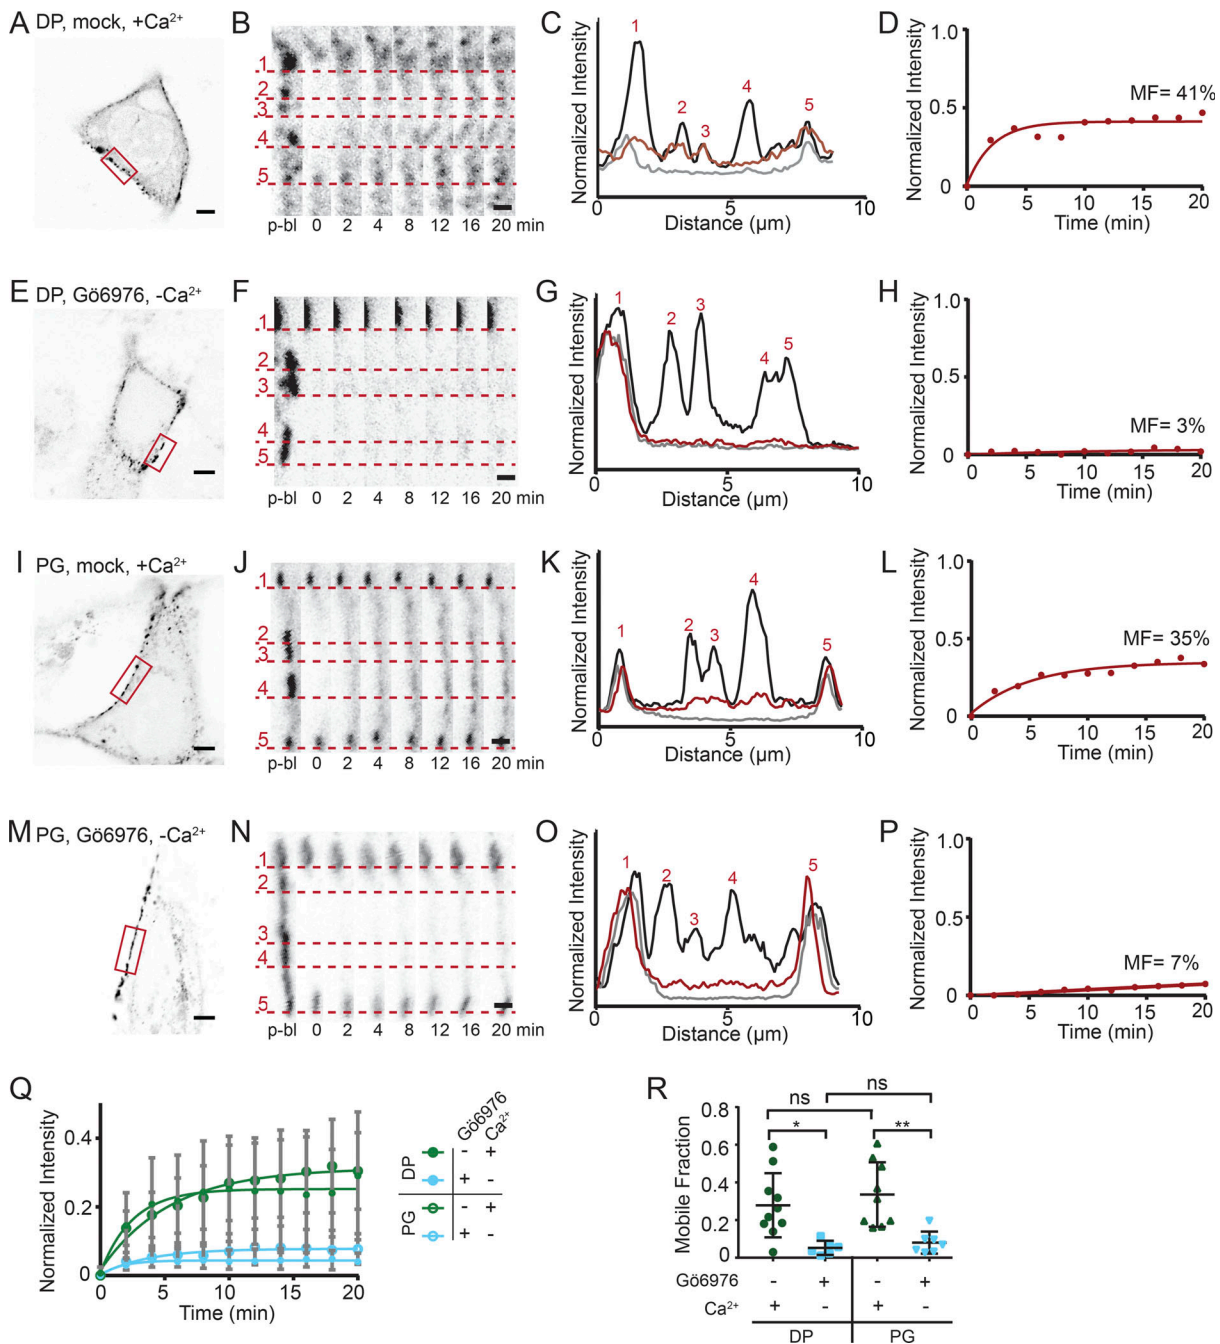 A DP, mock, +Ca²⁺
B
1
2
3
4
5
p-bl 0 2 4 8 12 16 20 min
C
Normalized Intensity
1
2
3
4
5
0 5 10
Distance (µm)
D
Normalized Intensity
1.0
0.5
0
MF= 41%
0 5 10 15 20
Time (min)
E DP, Gö6976, -Ca²⁺
F
1
2
3
4
5
p-bl 0 2 4 8 12 16 20 min
G
Normalized Intensity
1
2
3
4
5
0 5 10
Distance (µm)
H
Normalized Intensity
1.0
0.5
0
MF= 3%
0 5 10 15 20
Time (min)
I PG, mock, +Ca²⁺
J
1
2
3
4
5
p-bl 0 2 4 8 12 16 20 min
K
Normalized Intensity
1
2
3
4
5
0 5 10
Distance (µm)
L
Normalized Intensity
1.0
0.5
0
MF= 35%
0 5 10 15 20
Time (min)
M PG, Gö6976, -Ca²⁺
N
1
2
3
4
5
p-bl 0 2 4 8 12 16 20 min
O
Normalized Intensity
1
2
3
4
5
0 5 10
Distance (µm)
P
Normalized Intensity
1.0
0.5
0
MF= 7%
0 5 10 15 20
Time (min)
Q
Normalized Intensity
0.4
0.2
0
0 5 10 15 20
Time (min)
Gö6976 Ca²⁺
DP
- +
+ -
PG
- +
+ -
R
Mobile Fraction
0.8
0.6
0.4
0.2
0
ns
ns
*
**
Gö6976 - + - +
Ca²⁺ + - + -
DP PG